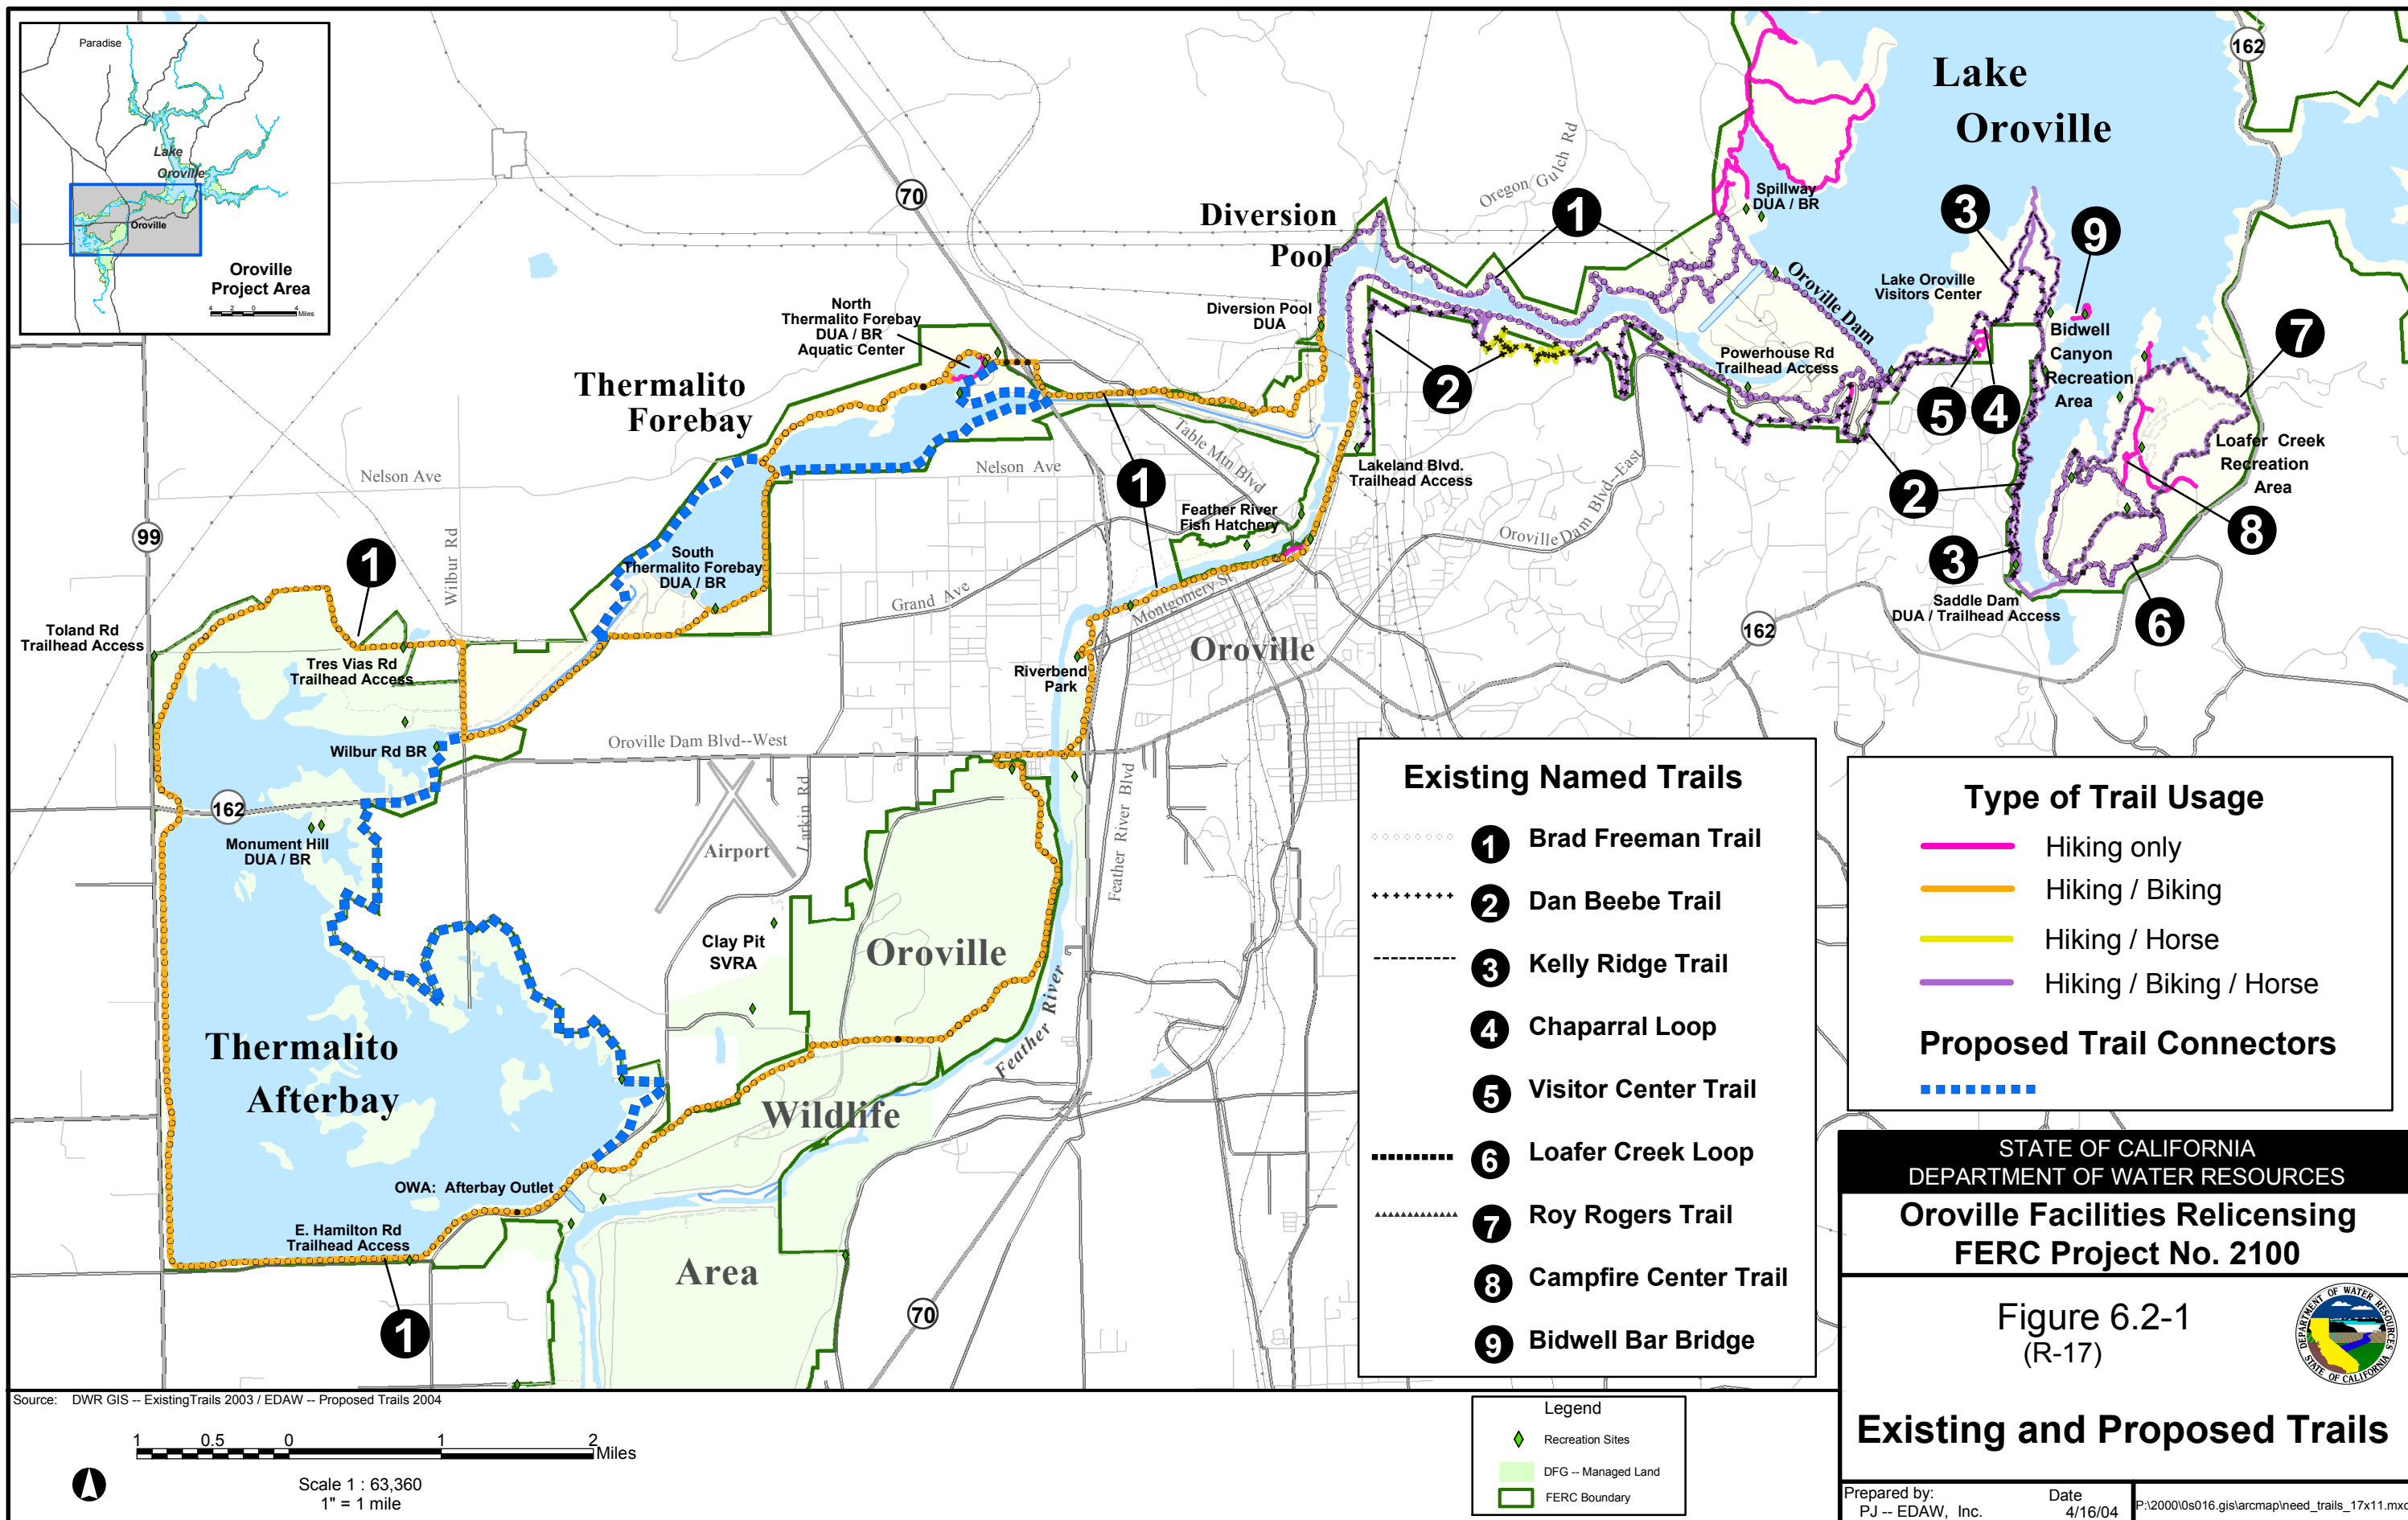 Paradise
Lake
Oroville
Oroville
Oroville
Project Area
4 2 0 4
Miles
Lake
Oroville
162
70
Oregon Gulch Rd
Spillway
DUA / BR
Diversion
Pool
1
3
9
Oroville Dam
Lake Oroville
Visitors Center
North
Thermalito Forebay
DUA / BR
Aquatic Center
Diversion Pool
DUA
Bidwell
Canyon
Recreation
Area
7
Powerhouse Rd
Trailhead Access
Thermalito
Forebay
2
5
4
Table Mtn Blvd
Loafer Creek
Recreation
Area
Nelson Ave
Nelson Ave
Lakeland Blvd.
Trailhead Access
1
2
8
99
Wilbur Rd
Feather River
Fish Hatchery
Oroville Dam Blvd--East
1
South
Thermalito Forebay
DUA / BR
3
Grand Ave
Montgomery St
Saddle Dam
DUA / Trailhead Access
6
162
Toland Rd
Trailhead Access
Tres Vias Rd
Trailhead Access
Oroville
Riverbend
Park
Wilbur Rd BR
Oroville Dam Blvd--West
162
Monument Hill
DUA / BR
Airport
Larkin Rd
Feather River Blvd
Clay Pit
SVRA
Oroville
Feather River
Thermalito
Afterbay
Wildlife
OWA: Afterbay Outlet
E. Hamilton Rd
Trailhead Access
Area
1
70
Existing Named Trails
1 Brad Freeman Trail
2 Dan Beebe Trail
3 Kelly Ridge Trail
4 Chaparral Loop
5 Visitor Center Trail
6 Loafer Creek Loop
7 Roy Rogers Trail
8 Campfire Center Trail
9 Bidwell Bar Bridge
Type of Trail Usage
Hiking only
Hiking / Biking
Hiking / Horse
Hiking / Biking / Horse
Proposed Trail Connectors
STATE OF CALIFORNIA
DEPARTMENT OF WATER RESOURCES
Oroville Facilities Relicensing
FERC Project No. 2100
Figure 6.2-1
(R-17)
DEPARTMENT OF WATER RESOURCES
STATE OF CALIFORNIA
Existing and Proposed Trails
Prepared by:
PJ -- EDAW, Inc.
Date
4/16/04
P:\2000\0s016.gis\arcmap\need_trails_17x11.mxd
Source: DWR GIS -- ExistingTrails 2003 / EDAW -- Proposed Trails 2004
1 0.5 0 1 2
Miles
Scale 1 : 63,360
1" = 1 mile
Legend
Recreation Sites
DFG -- Managed Land
FERC Boundary